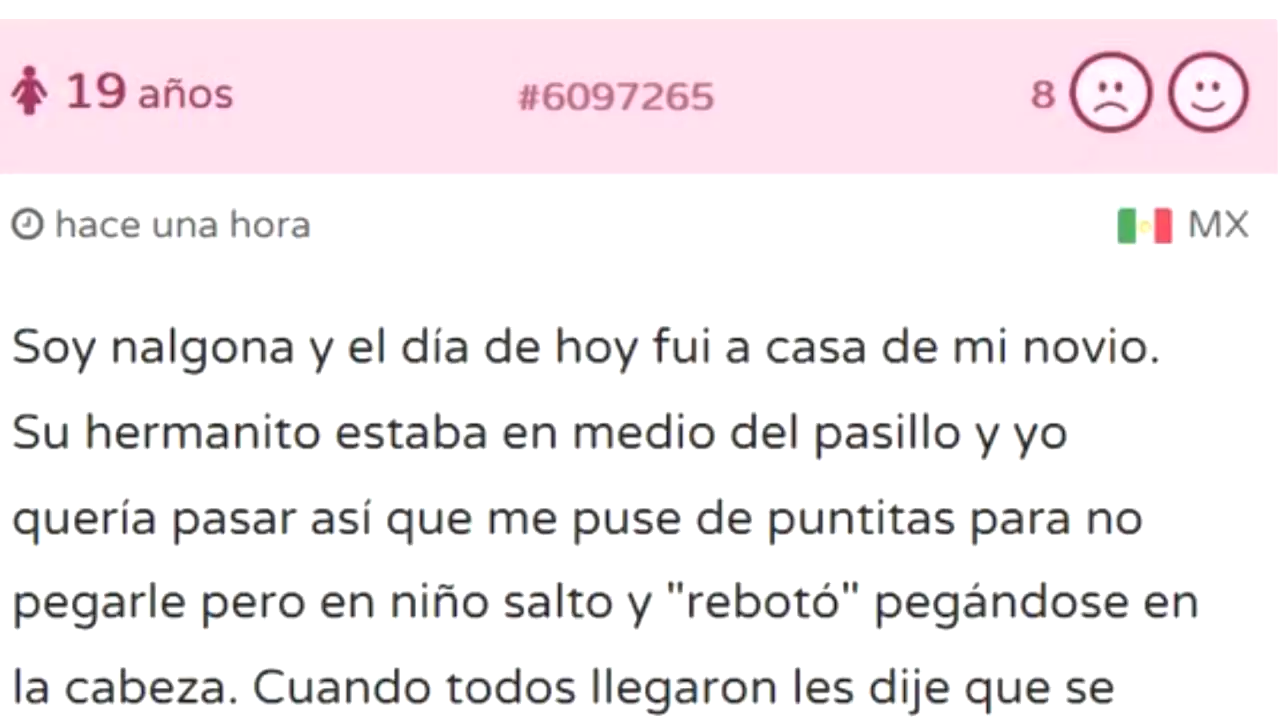 19 años #6097265 8
hace una hora MX
Soy nalgona y el día de hoy fui a casa de mi novio.
Su hermanito estaba en medio del pasillo y yo
quería pasar así que me puse de puntitas para no
pegarle pero en niño salto y "rebotó" pegándose en
la cabeza. Cuando todos llegaron les dije que se